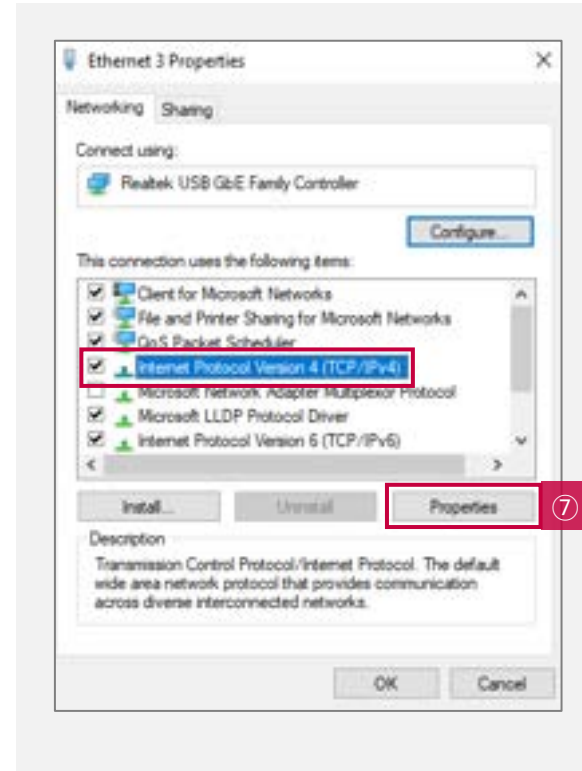 Ethernet 3 Properties
Networking Sharing
Connect using:
Realtek USB GbE Family Controller
Configure...
This connection uses the following items:
Client for Microsoft Networks
File and Printer Sharing for Microsoft Networks
QoS Packet Scheduler
Internet Protocol Version 4 (TCP/IPv4)
Microsoft Network Adapter Multiplexor Protocol
Microsoft LLDP Protocol Driver
Internet Protocol Version 6 (TCP/IPv6)
Install... Uninstall Properties ⑦
Description
Transmission Control Protocol/Internet Protocol. The default
wide area network protocol that provides communication
across diverse interconnected networks.
OK Cancel